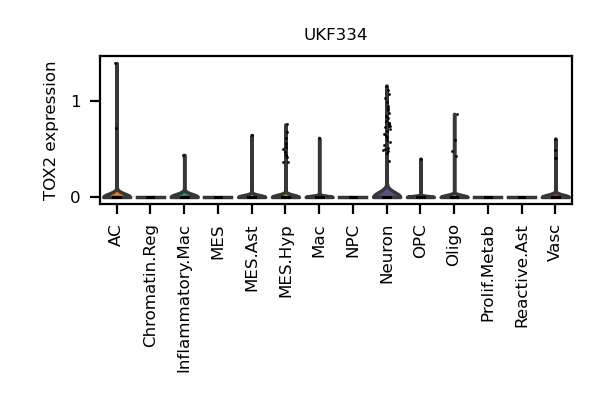 UKF334
TOX2 expression
1
0
AC
Chromatin.Reg
Inflammatory.Mac
MES
MES.Ast
MES.Hyp
Mac
NPC
Neuron
OPC
Oligo
Prolif.Metab
Reactive.Ast
Vasc